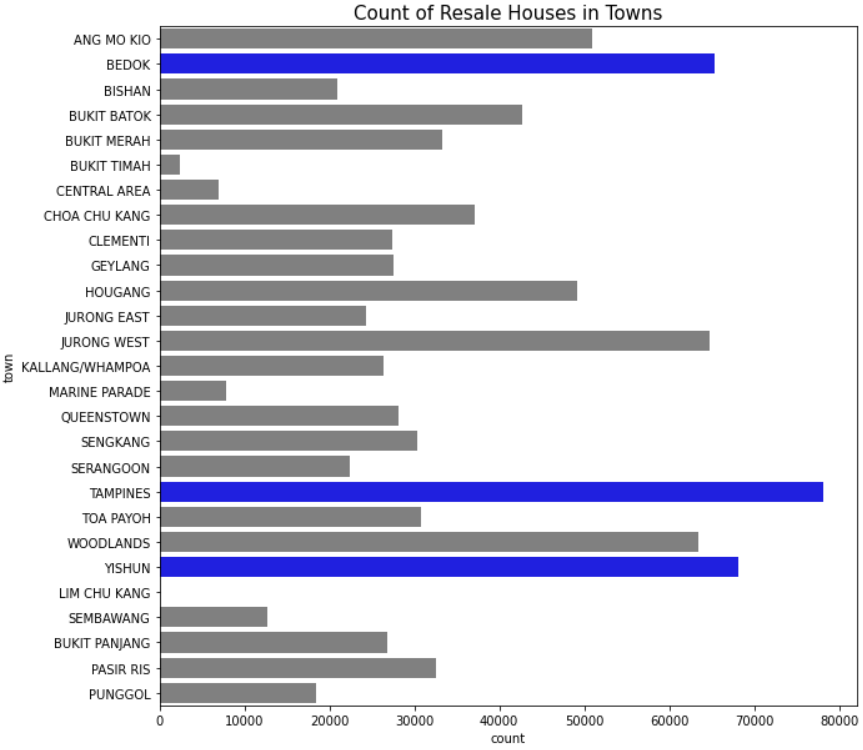 Count of Resale Houses in Towns
ANG MO KIO
BEDOK
BISHAN
BUKIT BATOK
BUKIT MERAH
BUKIT TIMAH
CENTRAL AREA
CHOA CHU KANG
CLEMENTI
GEYLANG
HOUGANG
JURONG EAST
JURONG WEST
KALLANG/WHAMPOA
MARINE PARADE
QUEENSTOWN
SENGKANG
SERANGOON
TAMPINES
TOA PAYOH
WOODLANDS
YISHUN
LIM CHU KANG
SEMBAWANG
BUKIT PANJANG
PASIR RIS
PUNGGOL
town
0 10000 20000 30000 40000 50000 60000 70000 80000
count